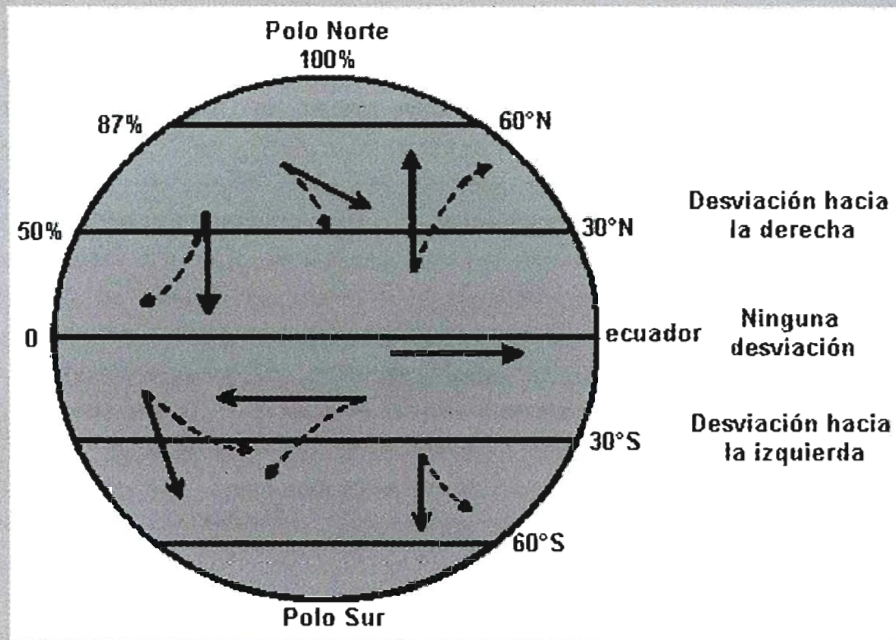 Polo Norte
100%
87%
60°N
Desviación hacia
la derecha
50%
30°N
0
ecuador
Ninguna
desviación
30°S
Desviación hacia
la izquierda
60°S
Polo Sur